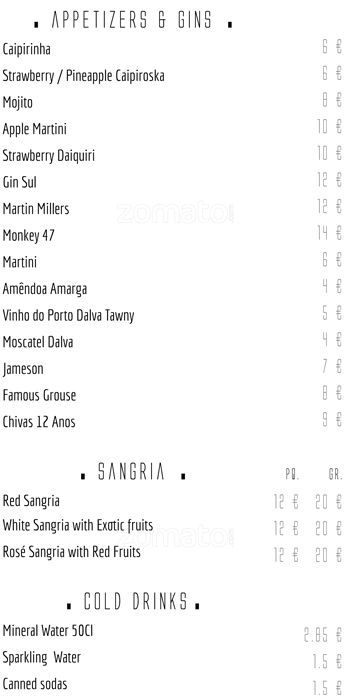 . APPETIZERS & GINS .
Caipirinha 6 €
Strawberry / Pineapple Caipiroska 6 €
Mojito 8 €
Apple Martini 10 €
Strawberry Daiquiri 10 €
Gin Sul 12 €
Martin Millers 12 €
zomato
Monkey 47 14 €
Martini 6 €
Amêndoa Amarga 4 €
Vinho do Porto Dalva Tawny 5 €
Moscatel Dalva 4 €
Jameson 7 €
Famous Grouse 8 €
Chivas 12 Anos 9 €
. SANGRIA . PQ. GR.
Red Sangria 12 € 20 €
White Sangria with Exotic fruits 12 € 20 €
zomato
Rosé Sangria with Red Fruits 12 € 20 €
. COLD DRINKS .
Mineral Water 50Cl 2.85 €
Sparkling Water 1.5 €
Canned sodas 1.5 €